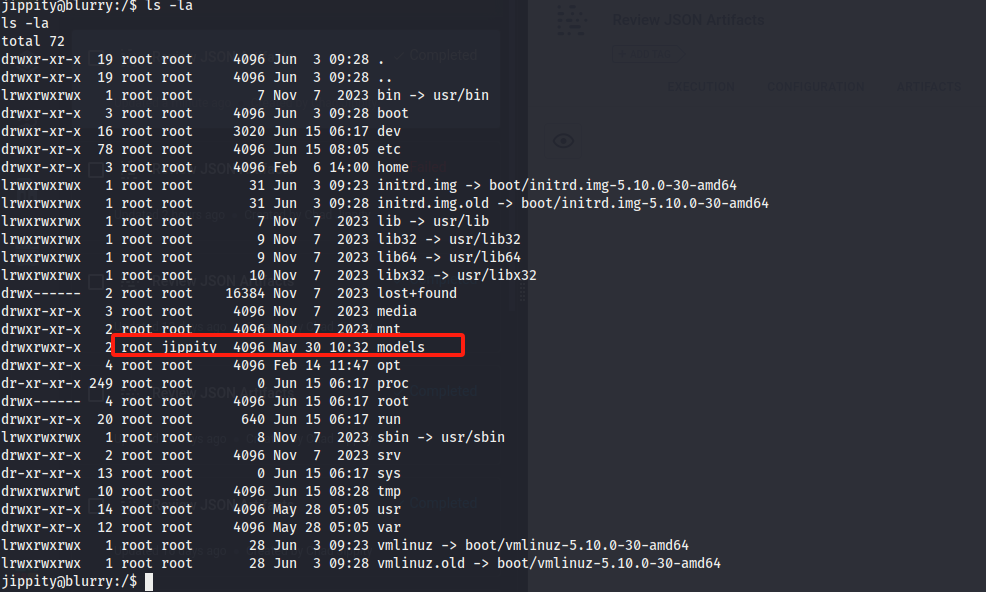 jippity@blurry:/$ ls -la
Review JSON Artifacts
ls -la
total 72
Completed
drwxr-xr-x  19 root root     4096 Jun  3 09:28 .
drwxr-xr-x  19 root root     4096 Jun  3 09:28 ..
EXECUTION CONFIGURATION ARTIFACTS
lrwxrwxrwx   1 root root        7 Nov  7  2023 bin -> usr/bin
drwxr-xr-x   3 root root     4096 Jun  3 09:28 boot
drwxr-xr-x  16 root root     3020 Jun 15 06:17 dev
drwxr-xr-x  78 root root     4096 Jun 15 08:05 etc
drwxr-xr-x   3 root root     4096 Feb  6 14:00 home
lrwxrwxrwx   1 root root       31 Jun  3 09:23 initrd.img -> boot/initrd.img-5.10.0-30-amd64
lrwxrwxrwx   1 root root       31 Jun  3 09:28 initrd.img.old -> boot/initrd.img-5.10.0-30-amd64
lrwxrwxrwx   1 root root        7 Nov  7  2023 lib -> usr/lib
lrwxrwxrwx   1 root root        9 Nov  7  2023 lib32 -> usr/lib32
lrwxrwxrwx   1 root root        9 Nov  7  2023 lib64 -> usr/lib64
lrwxrwxrwx   1 root root       10 Nov  7  2023 libx32 -> usr/libx32
drwx------   2 root root    16384 Nov  7  2023 lost+found
drwxr-xr-x   3 root root     4096 Nov  7  2023 media
drwxr-xr-x   2 root root     4096 Nov  7  2023 mnt
drwxrwxr-x   2 root jippity  4096 May 30 10:32 models
drwxr-xr-x   4 root root     4096 Feb 14 11:47 opt
dr-xr-xr-x 249 root root        0 Jun 15 06:17 proc
Completed
drwx------   4 root root     4096 Jun 15 06:17 root
drwxr-xr-x  20 root root      640 Jun 15 06:17 run
lrwxrwxrwx   1 root root        8 Nov  7  2023 sbin -> usr/sbin
drwxr-xr-x   2 root root     4096 Nov  7  2023 srv
dr-xr-xr-x  13 root root        0 Jun 15 06:17 sys
drwxrwxrwt  10 root root     4096 Jun 15 08:28 tmp
Completed
drwxr-xr-x  14 root root     4096 May 28 05:05 usr
drwxr-xr-x  12 root root     4096 May 28 05:05 var
lrwxrwxrwx   1 root root       28 Jun  3 09:23 vmlinuz -> boot/vmlinuz-5.10.0-30-amd64
lrwxrwxrwx   1 root root       28 Jun  3 09:28 vmlinuz.old -> boot/vmlinuz-5.10.0-30-amd64
jippity@blurry:/$